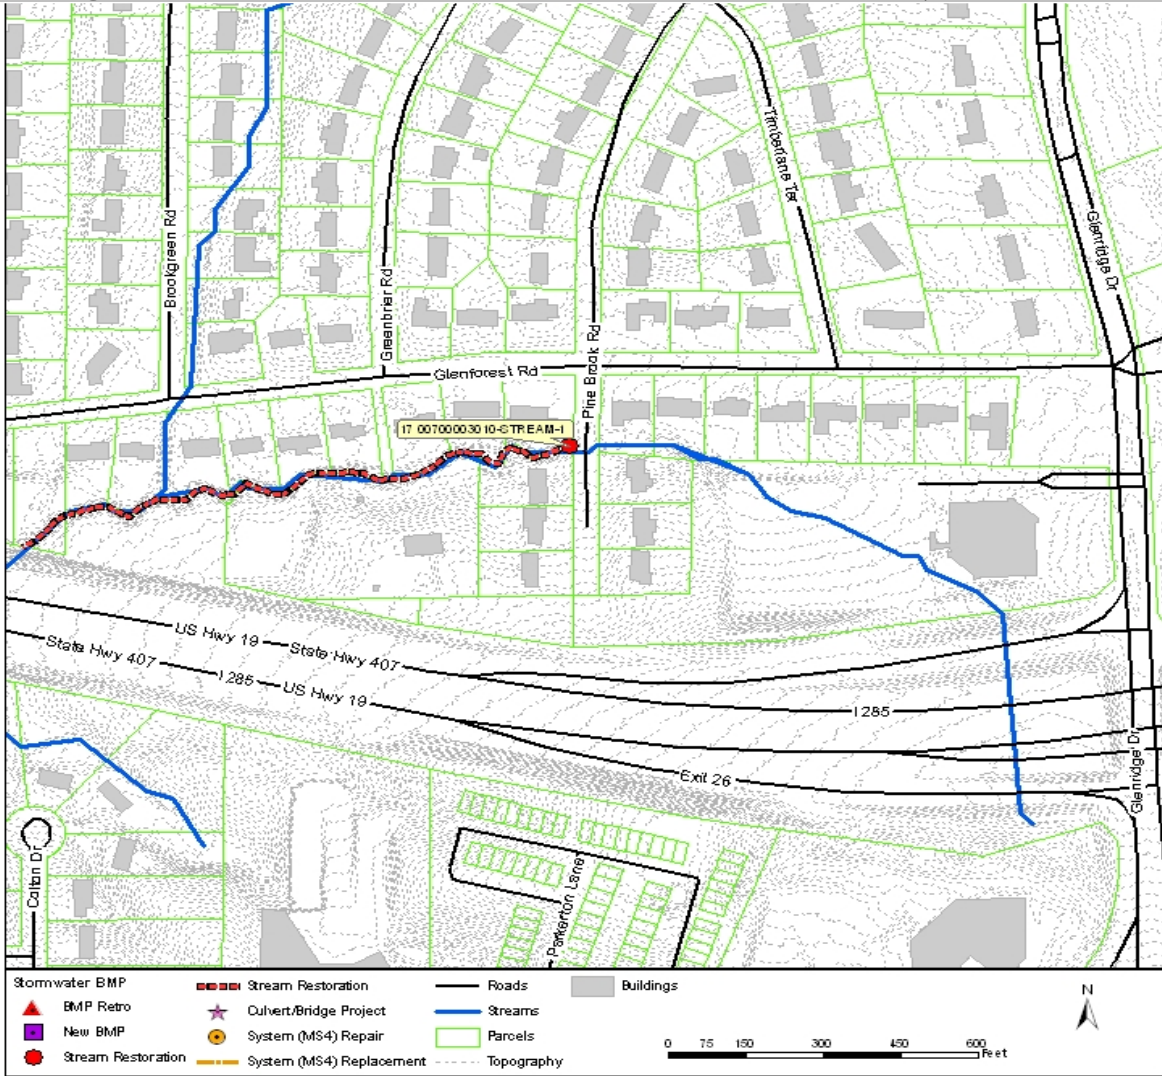 Brookgreen Rd
Greenbrier Rd
Pine Brook Rd
Timberlane Ter
Glenridge Dr
Glenforest Rd
17 00700003010-STREAM-1
US Hwy 19
State Hwy 407
State Hwy 407
I 285
US Hwy 19
I 285
Exit 26
Glenridge Dr
Colton Dr
Parkerton Lane
Stormwater BMP
BMP Retro
New BMP
Stream Restoration
Stream Restoration
Culvert/Bridge Project
System (MS4) Repair
System (MS4) Replacement
Roads
Streams
Parcels
Topography
Buildings
N
0 75 150 300 450 600
Feet